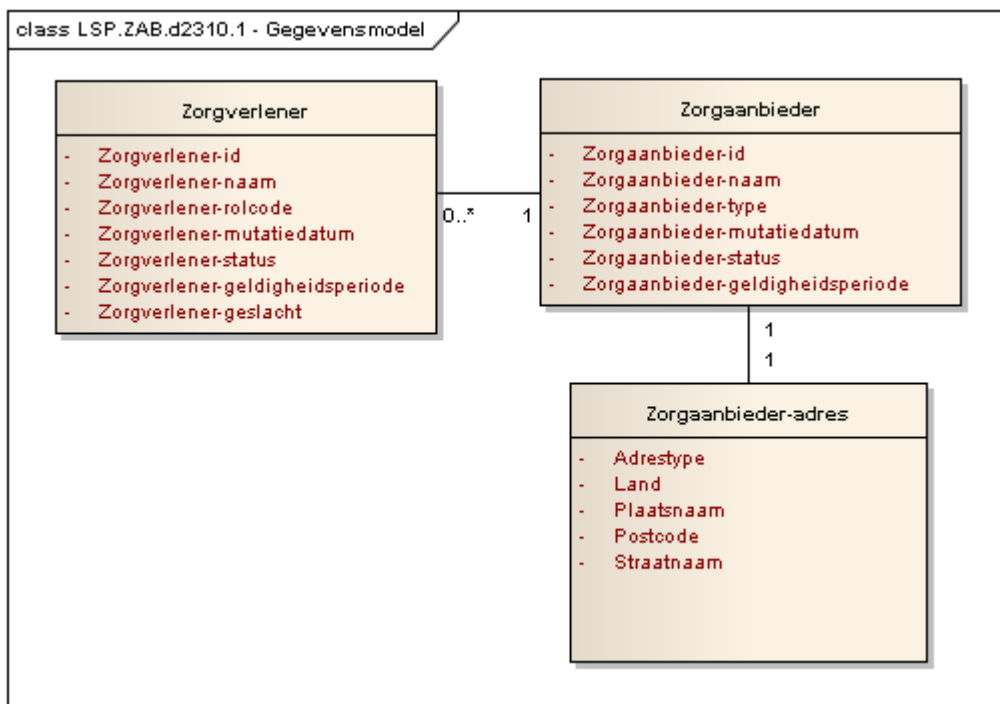 class LSP.ZAB.d2310.1 - Gegevensmodel
Zorgverlener
- Zorgverlener-id
- Zorgverlener-naam
- Zorgverlener-rolcode
- Zorgverlener-mutatiedatum
- Zorgverlener-status
- Zorgverlener-geldigheidsperiode
- Zorgverlener-geslacht
0..*
1
Zorgaanbieder
- Zorgaanbieder-id
- Zorgaanbieder-naam
- Zorgaanbieder-type
- Zorgaanbieder-mutatiedatum
- Zorgaanbieder-status
- Zorgaanbieder-geldigheidsperiode
1
1
Zorgaanbieder-adres
- Adrestype
- Land
- Plaatsnaam
- Postcode
- Straatnaam